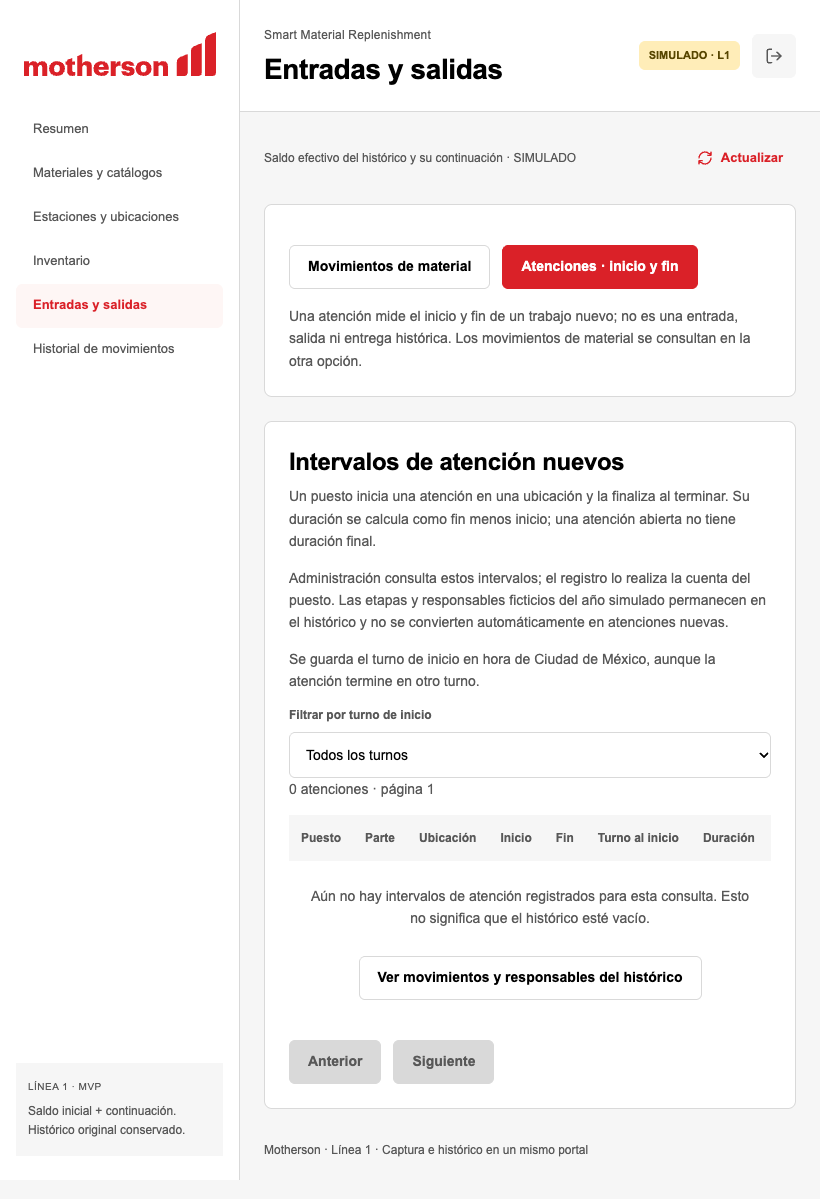 motherson
Resumen
Materiales y catálogos
Estaciones y ubicaciones
Inventario
Entradas y salidas
Historial de movimientos
LÍNEA 1 · MVP
Saldo inicial + continuación.
Histórico original conservado.
Smart Material Replenishment
Entradas y salidas
SIMULADO · L1
Saldo efectivo del histórico y su continuación · SIMULADO
Actualizar
Movimientos de material
Atenciones · inicio y fin
Una atención mide el inicio y fin de un trabajo nuevo; no es una entrada,
salida ni entrega histórica. Los movimientos de material se consultan en la
otra opción.
Intervalos de atención nuevos
Un puesto inicia una atención en una ubicación y la finaliza al terminar. Su
duración se calcula como fin menos inicio; una atención abierta no tiene
duración final.
Administración consulta estos intervalos; el registro lo realiza la cuenta del
puesto. Las etapas y responsables ficticios del año simulado permanecen en
el histórico y no se convierten automáticamente en atenciones nuevas.
Se guarda el turno de inicio en hora de Ciudad de México, aunque la
atención termine en otro turno.
Filtrar por turno de inicio
Todos los turnos
0 atenciones · página 1
Puesto Parte Ubicación Inicio Fin Turno al inicio Duración
Aún no hay intervalos de atención registrados para esta consulta. Esto
no significa que el histórico esté vacío.
Ver movimientos y responsables del histórico
Anterior
Siguiente
Motherson · Línea 1 · Captura e histórico en un mismo portal